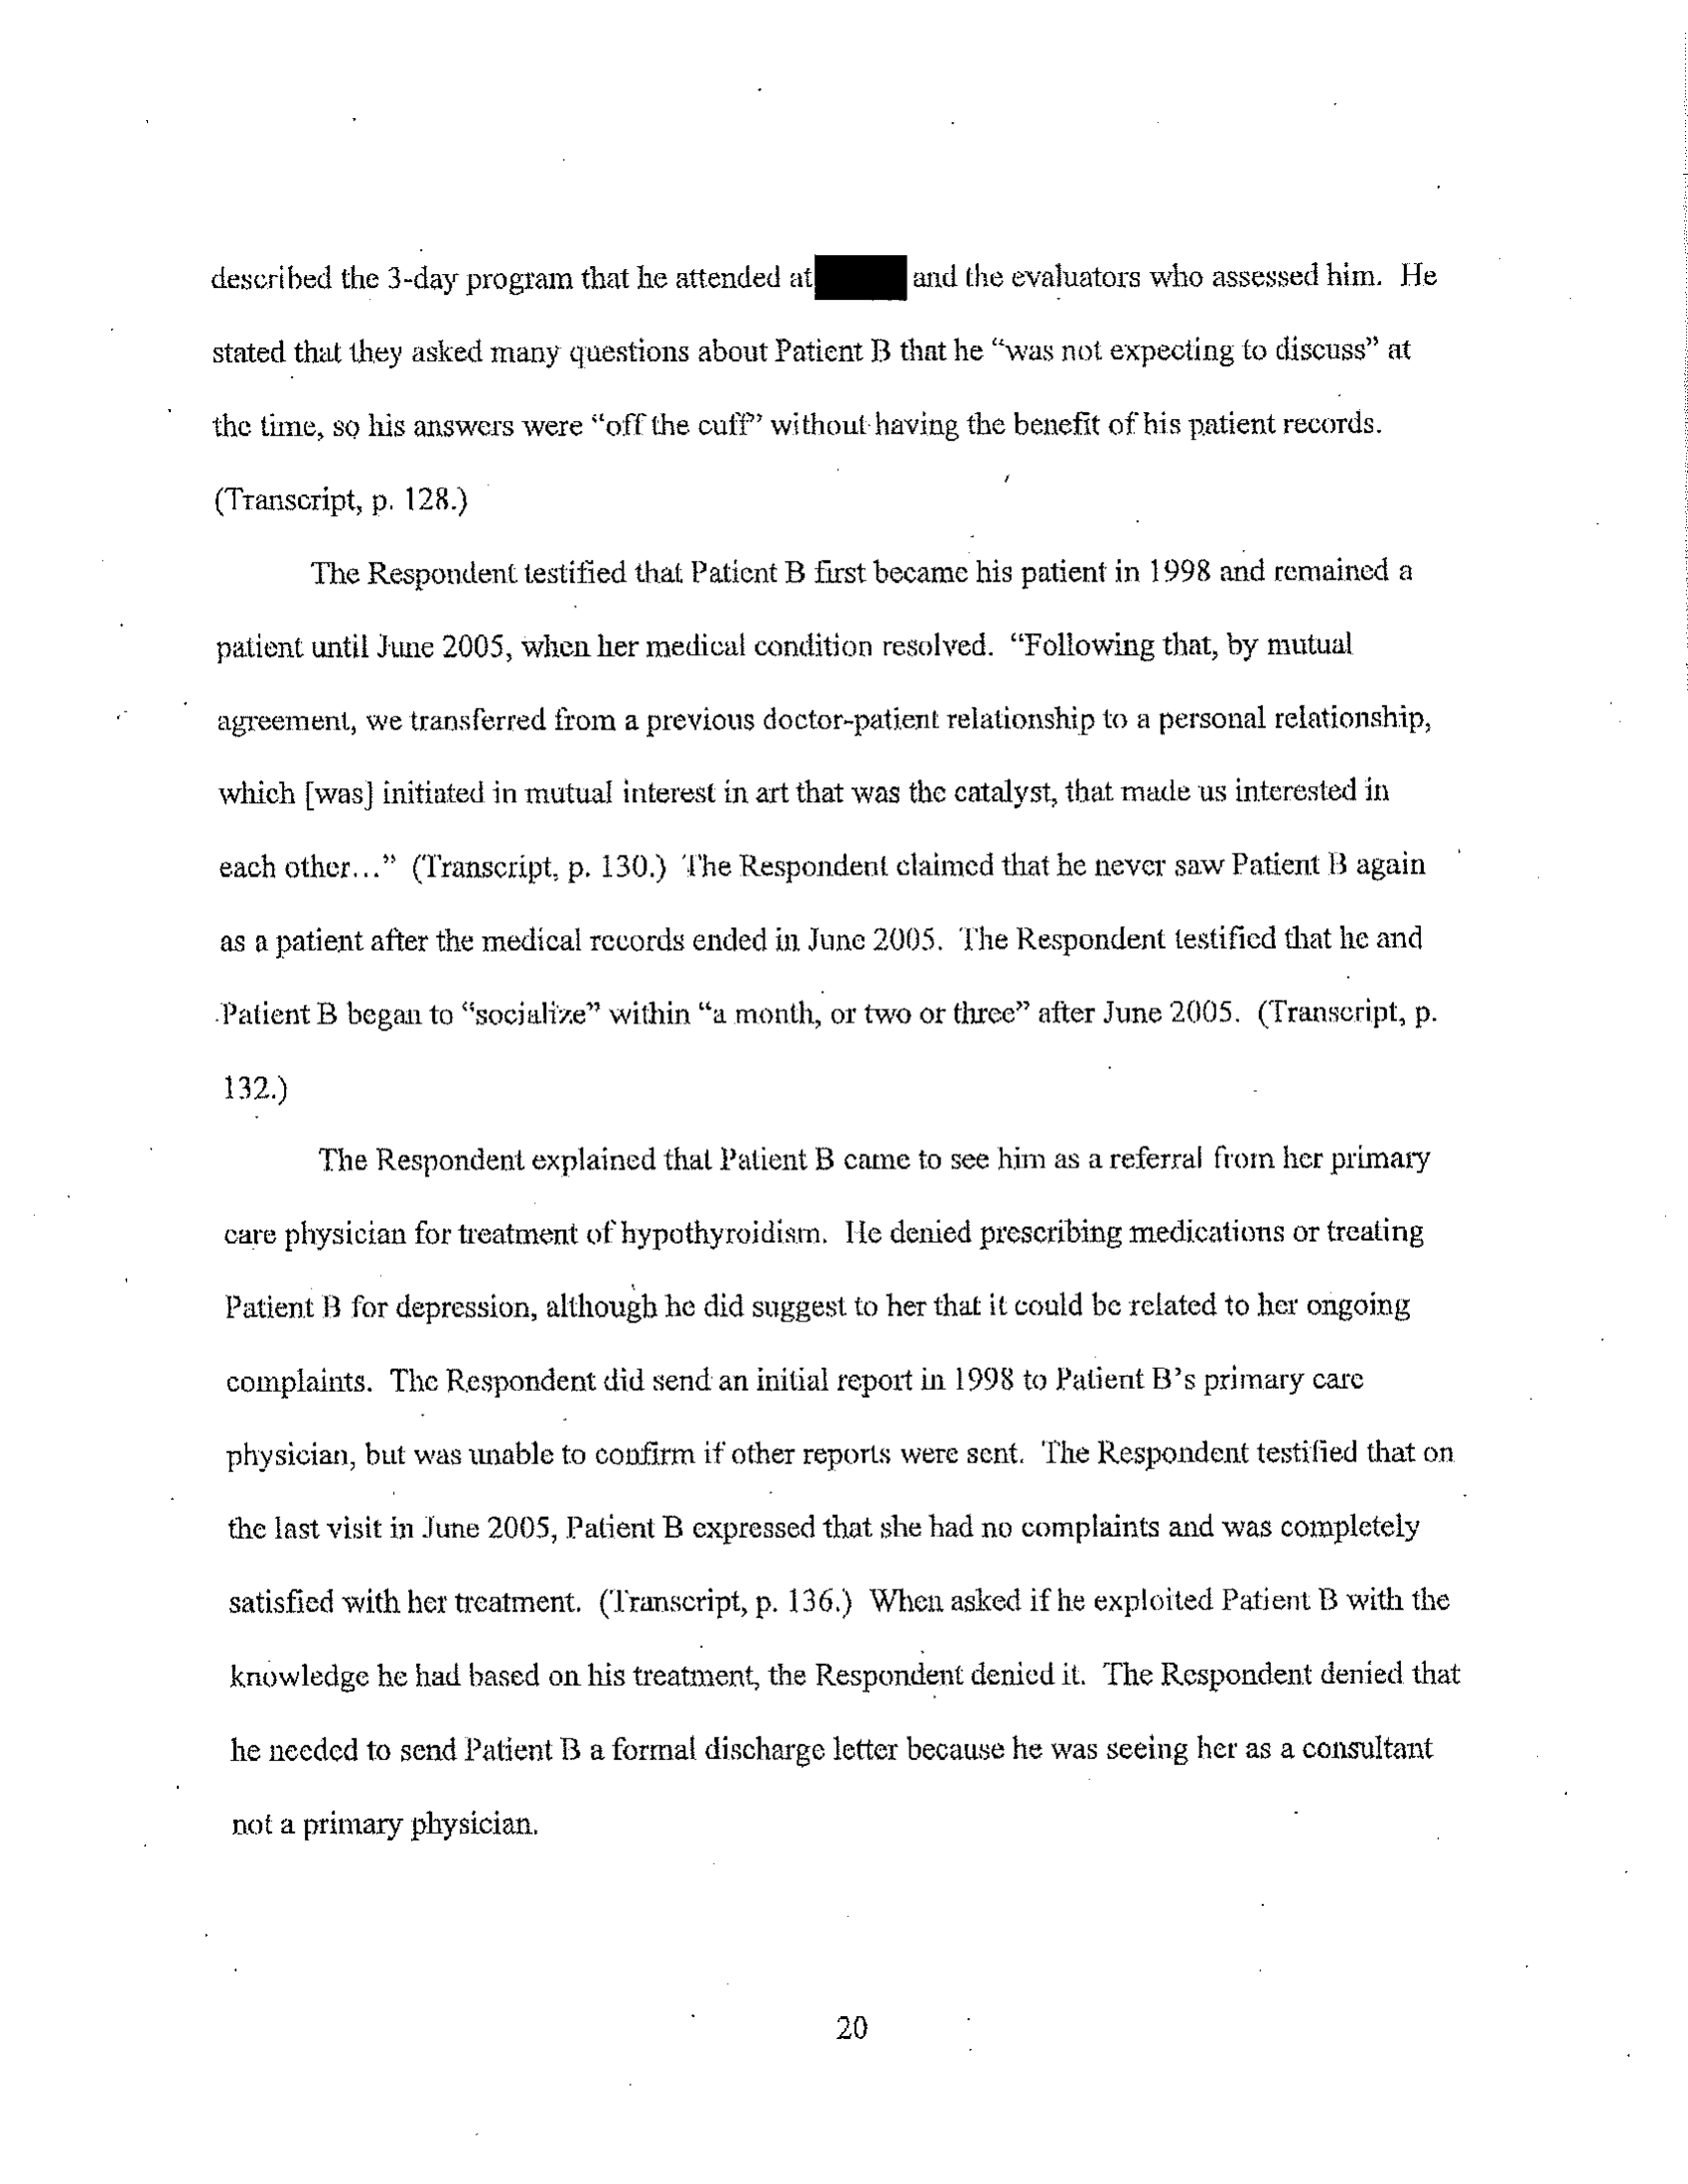 described the 3-day program that he attended at and the evaluators who assessed him. He
stated that they asked many questions about Patient B that he “was not expecting to discuss” at
the time, so his answers were “off the cuff” without having the benefit of his patient records.
(Transcript, p. 128.)
The Respondent testified that Patient B first became his patient in 1998 and remained a
patient until June 2005, when her medical condition resolved. “Following that, by mutual
agreement, we transferred from a previous doctor-patient relationship to a personal relationship,
which [was] initiated in mutual interest in art that was the catalyst, that made us interested in
each other…” (Transcript, p. 130.) The Respondent claimed that he never saw Patient B again
as a patient after the medical records ended in June 2005. The Respondent testified that he and
Patient B began to “socialize” within “a month, or two or three” after June 2005. (Transcript, p.
132.)
The Respondent explained that Patient B came to see him as a referral from her primary
care physician for treatment of hypothyroidism. He denied prescribing medications or treating
Patient B for depression, although he did suggest to her that it could be related to her ongoing
complaints. The Respondent did send an initial report in 1998 to Patient B’s primary care
physician, but was unable to confirm if other reports were sent. The Respondent testified that on
the last visit in June 2005, Patient B expressed that she had no complaints and was completely
satisfied with her treatment. (Transcript, p. 136.) When asked if he exploited Patient B with the
knowledge he had based on his treatment, the Respondent denied it. The Respondent denied that
he needed to send Patient B a formal discharge letter because he was seeing her as a consultant
not a primary physician.
20